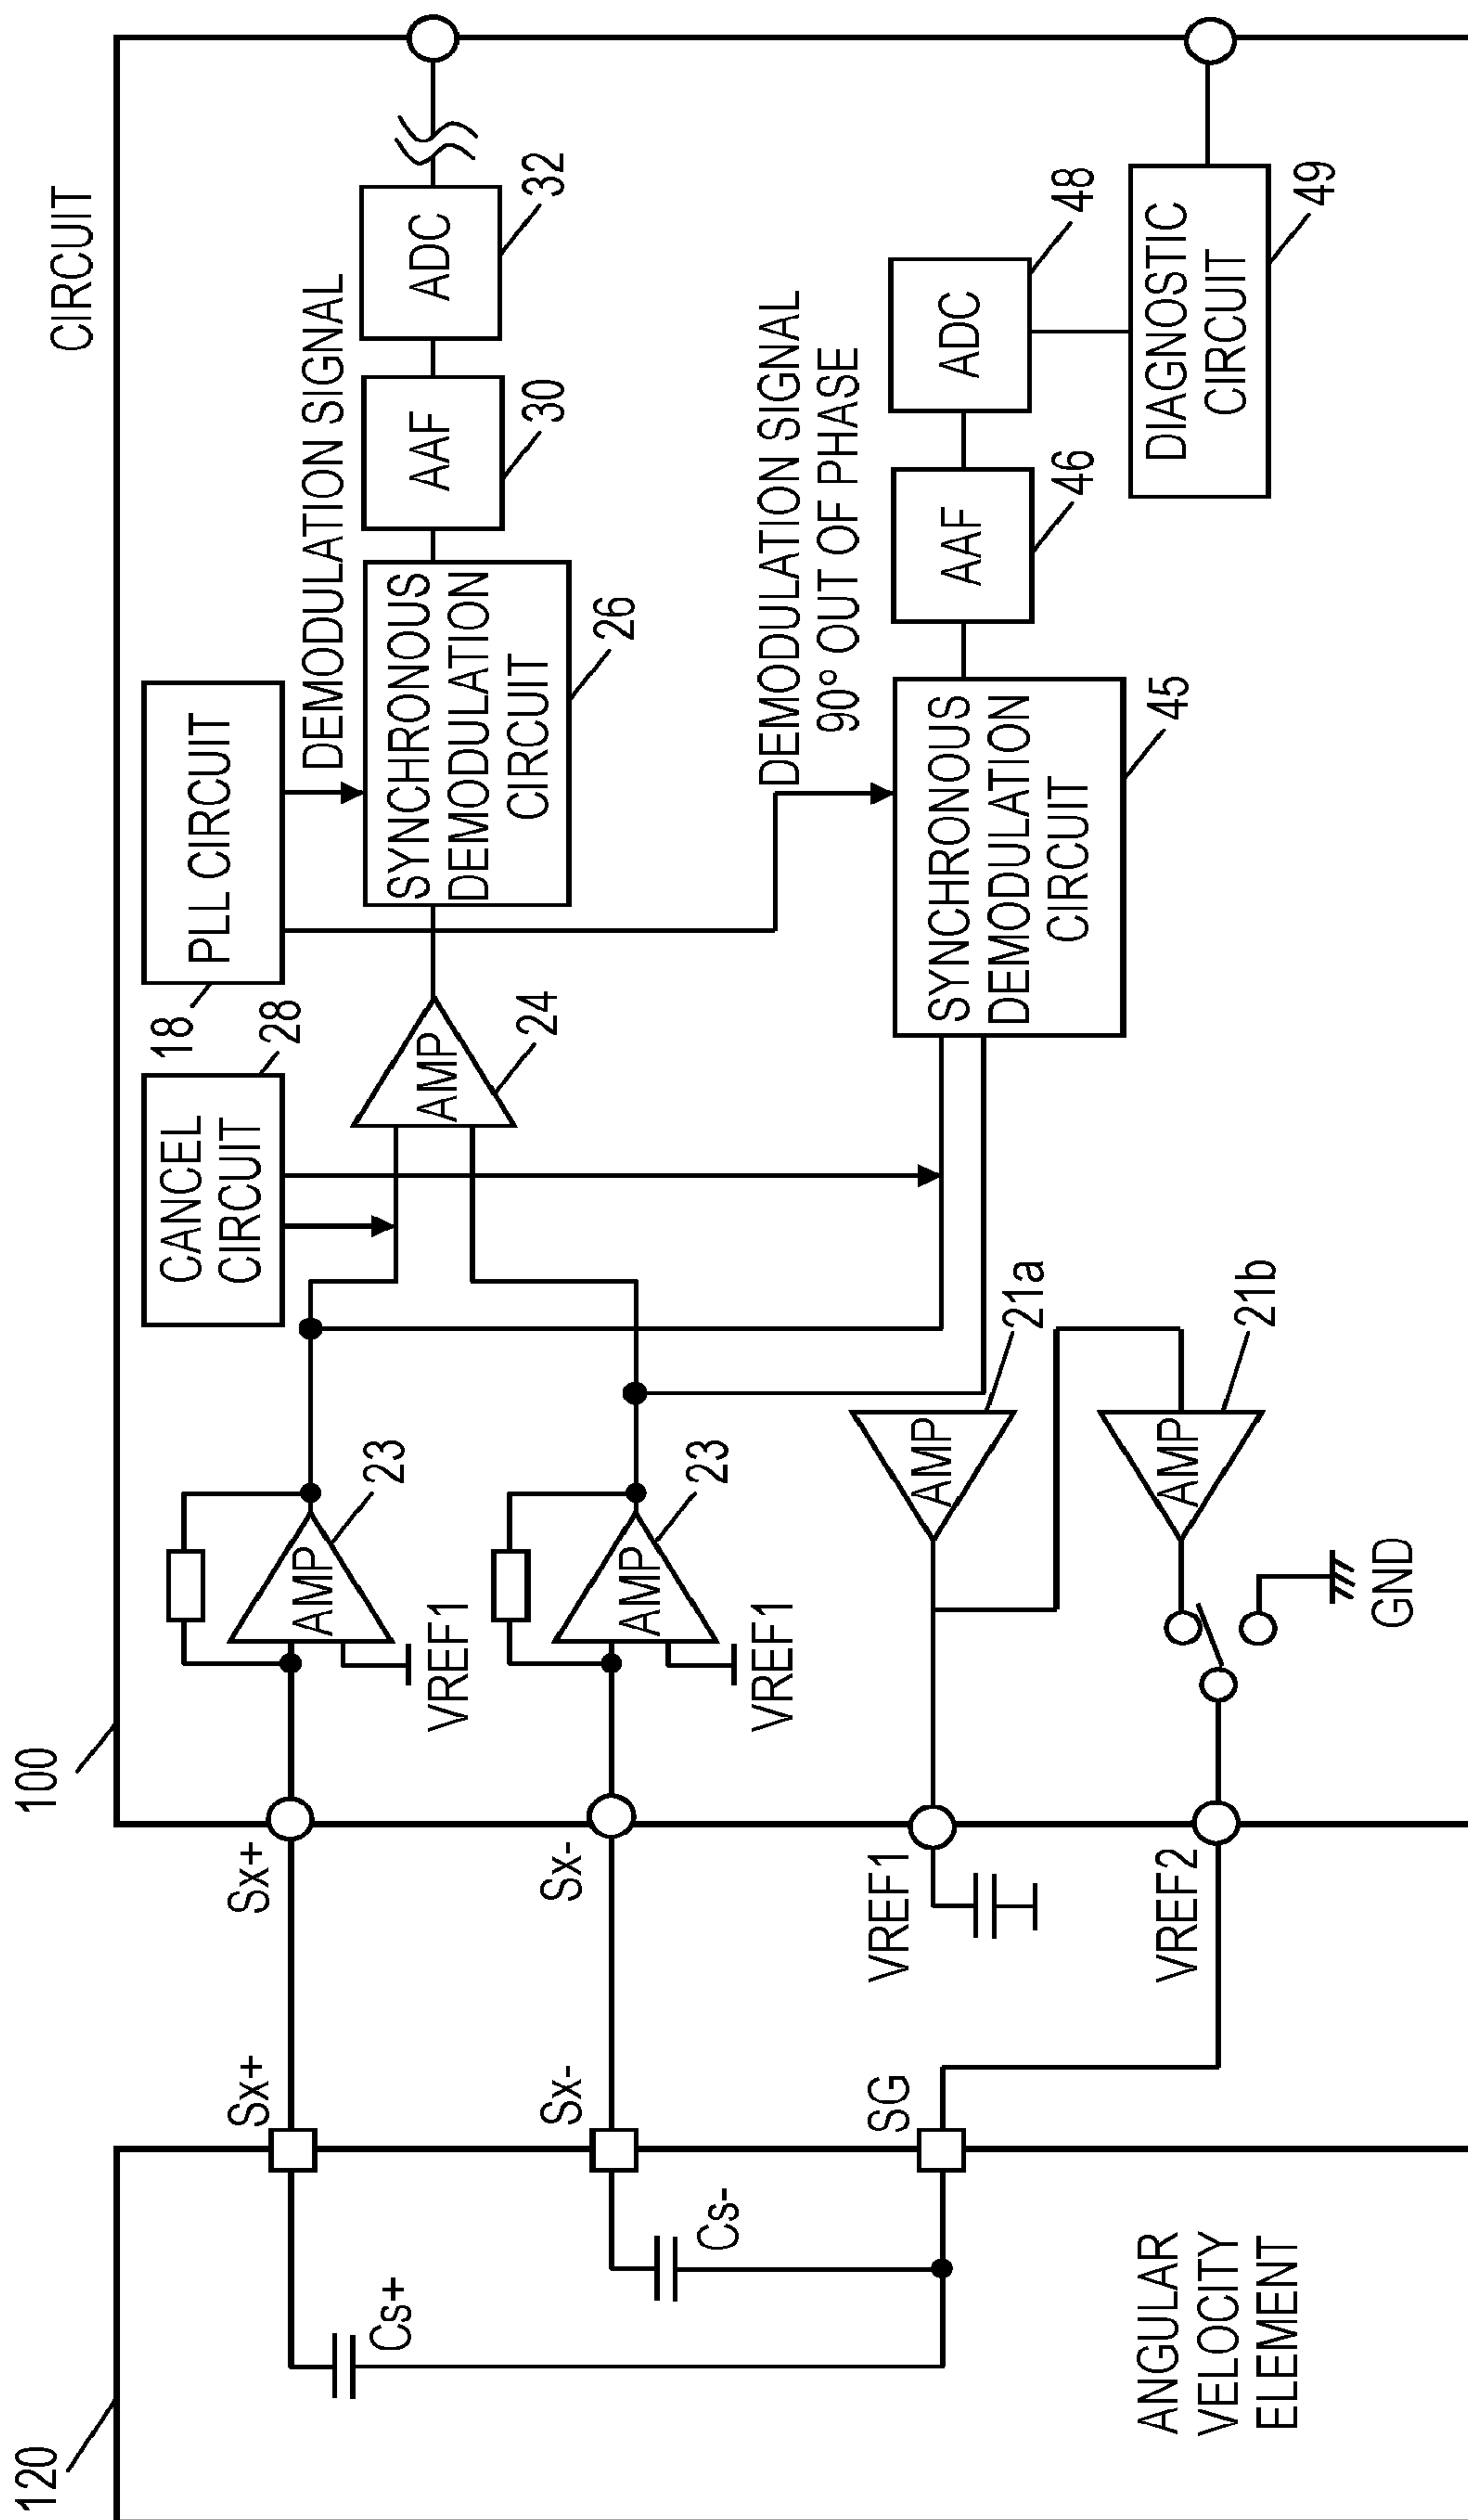 120
100
CIRCUIT
Sx+
Sx+
AMP
23
VREF1
CANCEL
CIRCUIT
28
18
PLL CIRCUIT
DEMODULATION SIGNAL
AMP
24
SYNCHRONOUS
DEMODULATION
CIRCUIT
26
AAF
30
ADC
32
Cs+
Cs-
Sx-
Sx-
AMP
23
VREF1
DEMODULATION SIGNAL
90° OUT OF PHASE
SG
VREF1
AMP
21a
SYNCHRONOUS
DEMODULATION
CIRCUIT
45
AAF
46
ADC
48
ANGULAR
VELOCITY
ELEMENT
VREF2
AMP
21b
GND
DIAGNOSTIC
CIRCUIT
49